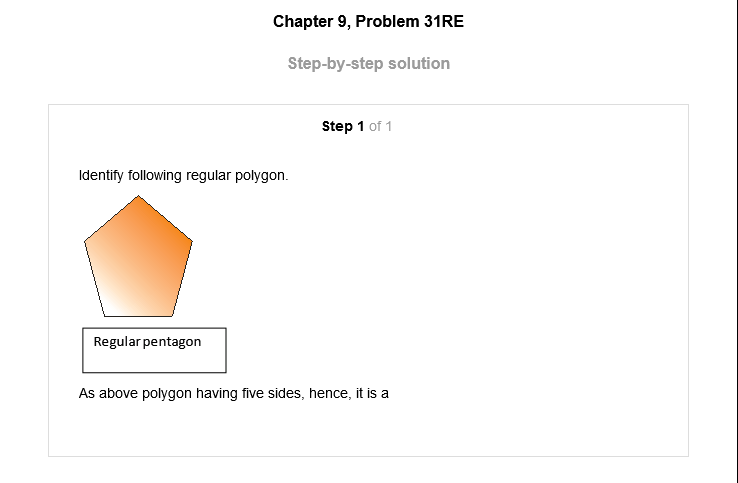 Chapter 9, Problem 31RE
Step-by-step solution
Step 1 of 1
Identify following regular polygon.
Regular pentagon
As above polygon having five sides, hence, it is a